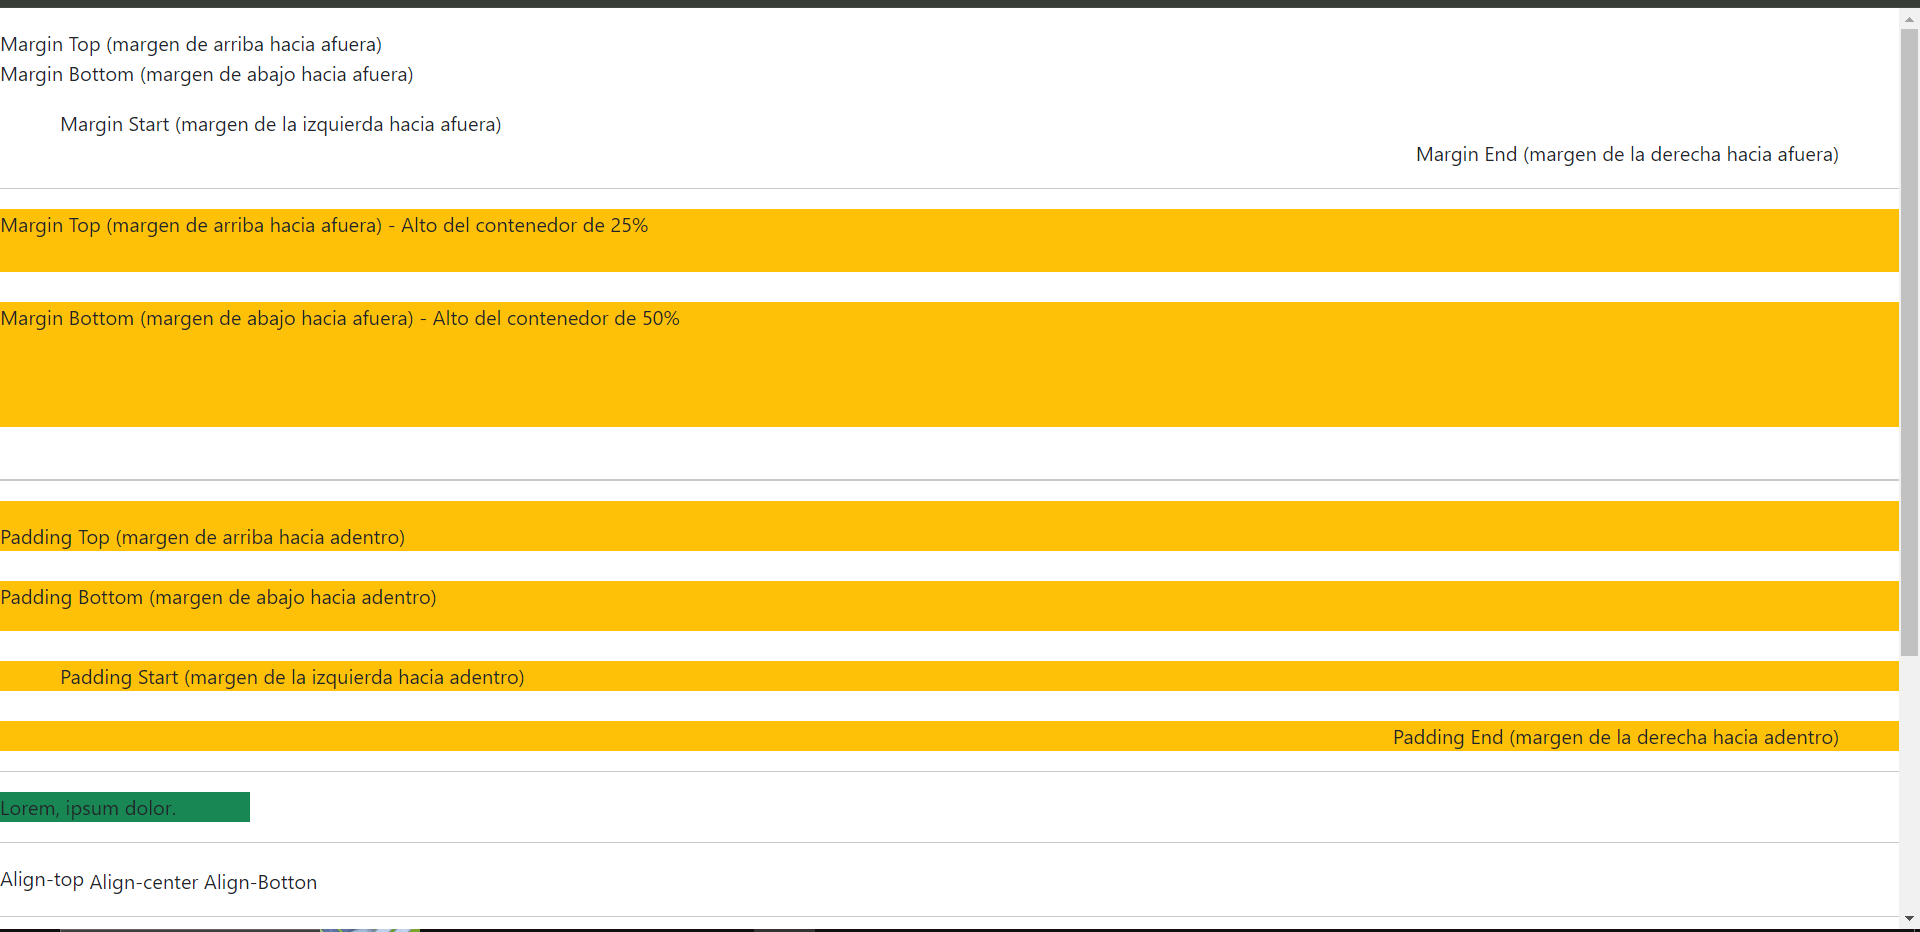 Margin Top (margen de arriba hacia afuera)
Margin Bottom (margen de abajo hacia afuera)
Margin Start (margen de la izquierda hacia afuera)
Margin End (margen de la derecha hacia afuera)
Margin Top (margen de arriba hacia afuera) - Alto del contenedor de 25%
Margin Bottom (margen de abajo hacia afuera) - Alto del contenedor de 50%
Padding Top (margen de arriba hacia adentro)
Padding Bottom (margen de abajo hacia adentro)
Padding Start (margen de la izquierda hacia adentro)
Padding End (margen de la derecha hacia adentro)
Lorem, ipsum dolor.
Align-top Align-center Align-Botton